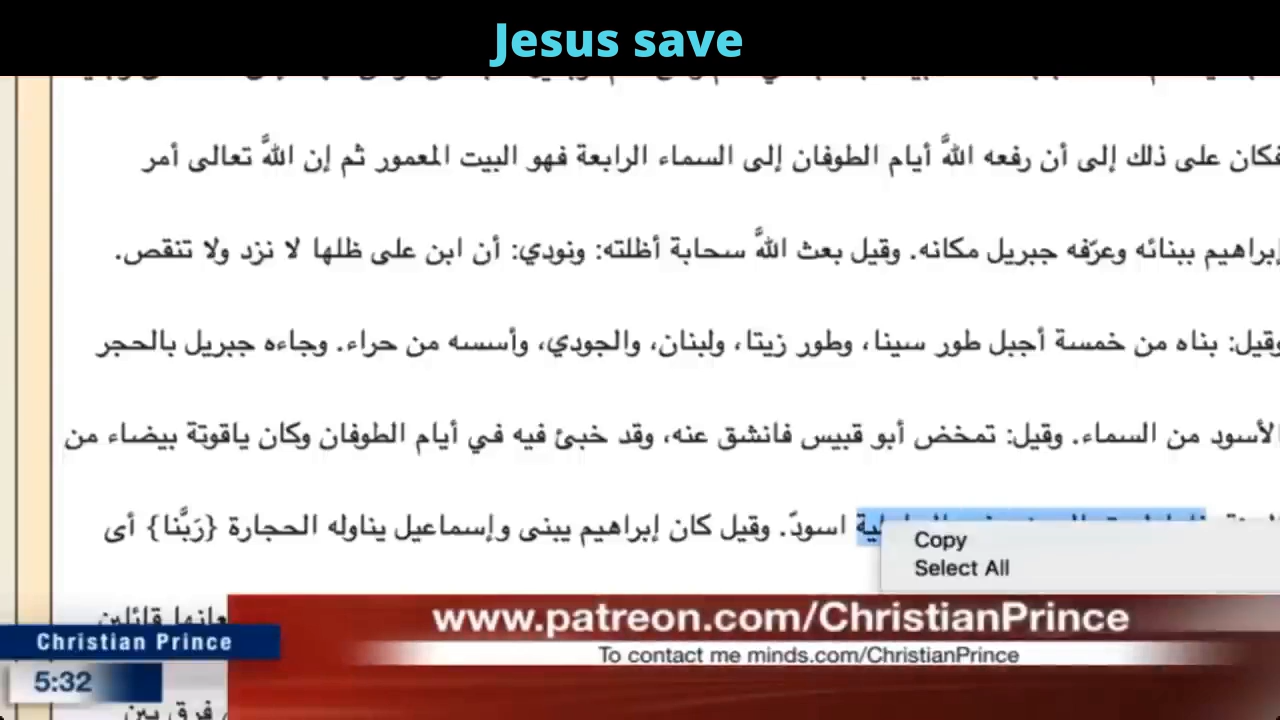 Jesus save
فكان على ذلك إلى أن رفعه اللهَّ أيام الطوفان إلى السماء الرابعة فهو البيت المعمور ثم إن اللهَّ تعالى أمر
إبراهيم ببنائه وعرّفه جبريل مكانه. وقيل بعث اللهَّ سحابة أظلته: ونودي: أن ابن على ظلها لا نزد ولا تنقص.
وقيل: بناه من خمسة أجبل طور سينا، وطور زيتا، ولبنان، والجودي، وأسسه من حراء. وجاءه جبريل بالحجر
الأسود من السماء. وقيل: تمخض أبو قبيس فانشق عنه، وقد خبئ فيه في أيام الطوفان وكان ياقوتة بيضاء من
اسودّ. وقيل كان إبراهيم يبنى وإسماعيل يناوله الحجارة {رَبَّنا} أى
Copy
Select All
قائلين
www.patreon.com/ChristianPrince
Christian Prince
To contact me minds.com/ChristianPrince
5:32
فرق بين